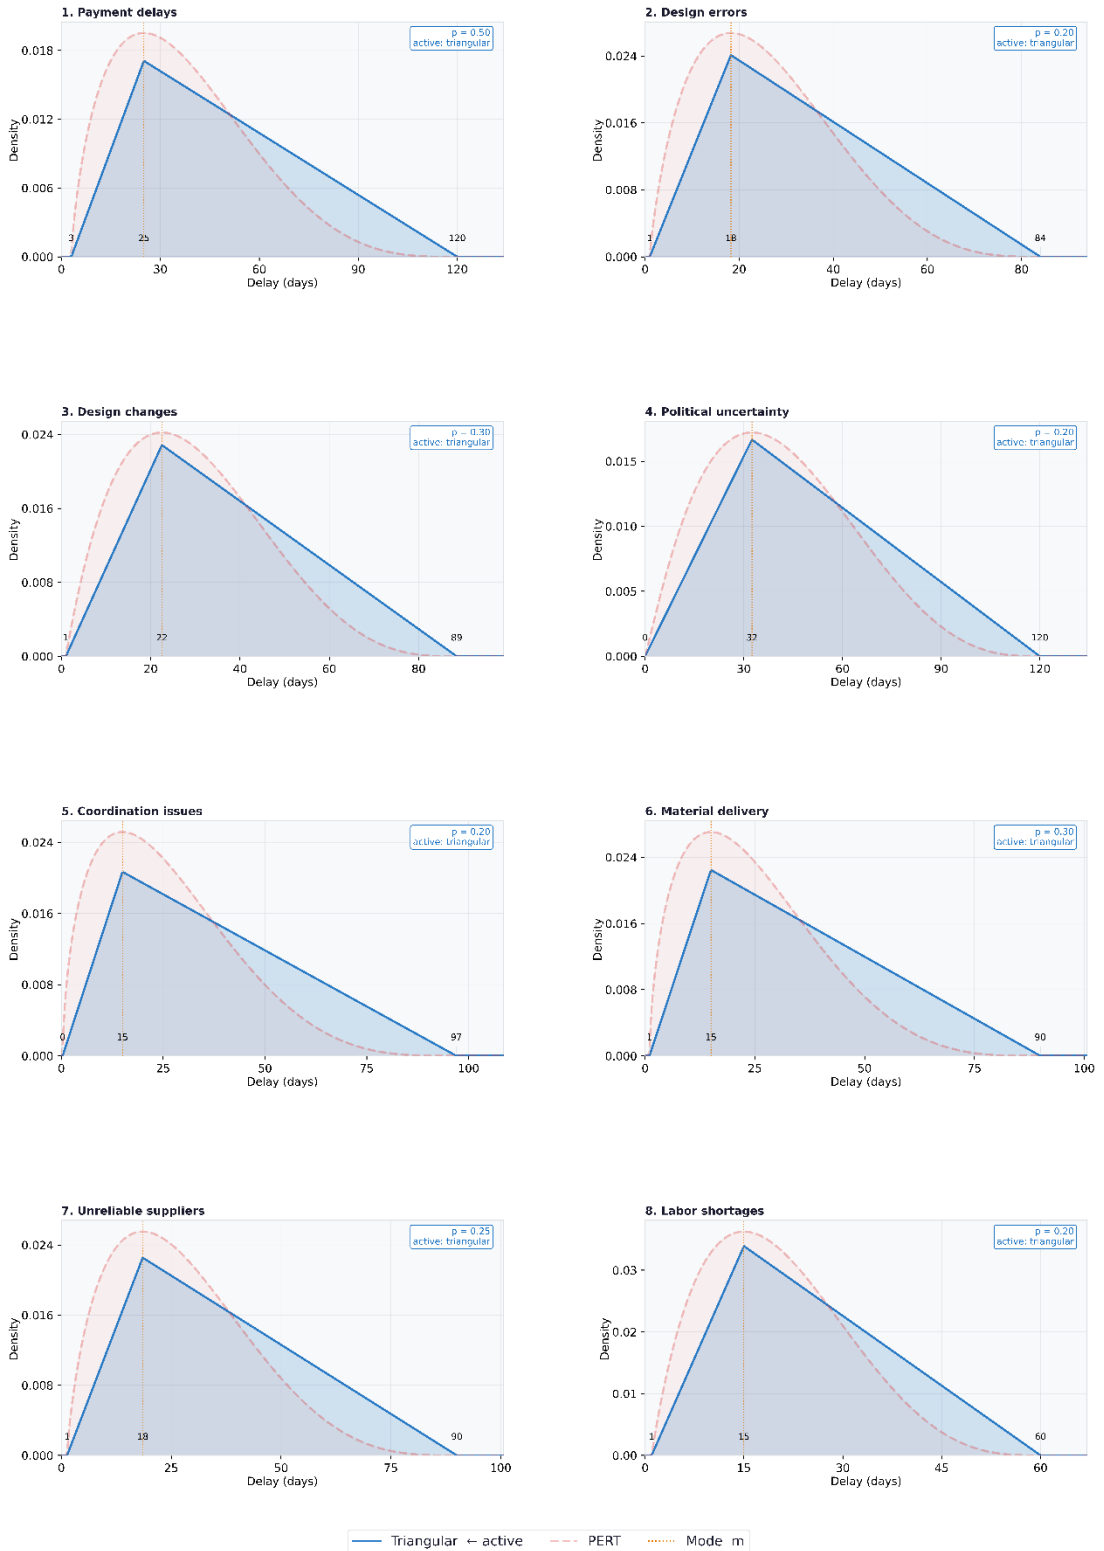 1. Payment delays
p = 0.50
active: triangular
0.018
0.012
0.006
0.000
Density
3
25
120
0
30
60
90
120
Delay (days)
2. Design errors
p = 0.20
active: triangular
0.024
0.016
0.008
0.000
Density
1
18
84
0
20
40
60
80
Delay (days)
3. Design changes
p = 0.30
active: triangular
0.024
0.016
0.008
0.000
Density
1
22
89
0
20
40
60
80
Delay (days)
4. Political uncertainty
p = 0.20
active: triangular
0.015
0.010
0.005
0.000
Density
0
32
120
0
30
60
90
120
Delay (days)
5. Coordination issues
p = 0.20
active: triangular
0.024
0.016
0.008
0.000
Density
0
15
97
0
25
50
75
100
Delay (days)
6. Material delivery
p = 0.30
active: triangular
0.024
0.016
0.008
0.000
Density
1
15
90
0
25
50
75
100
Delay (days)
7. Unreliable suppliers
p = 0.25
active: triangular
0.024
0.016
0.008
0.000
Density
1
18
90
0
25
50
75
100
Delay (days)
8. Labor shortages
p = 0.20
active: triangular
0.03
0.02
0.01
0.00
Density
1
15
60
0
15
30
45
60
Delay (days)
Triangular ← active
PERT
Mode m